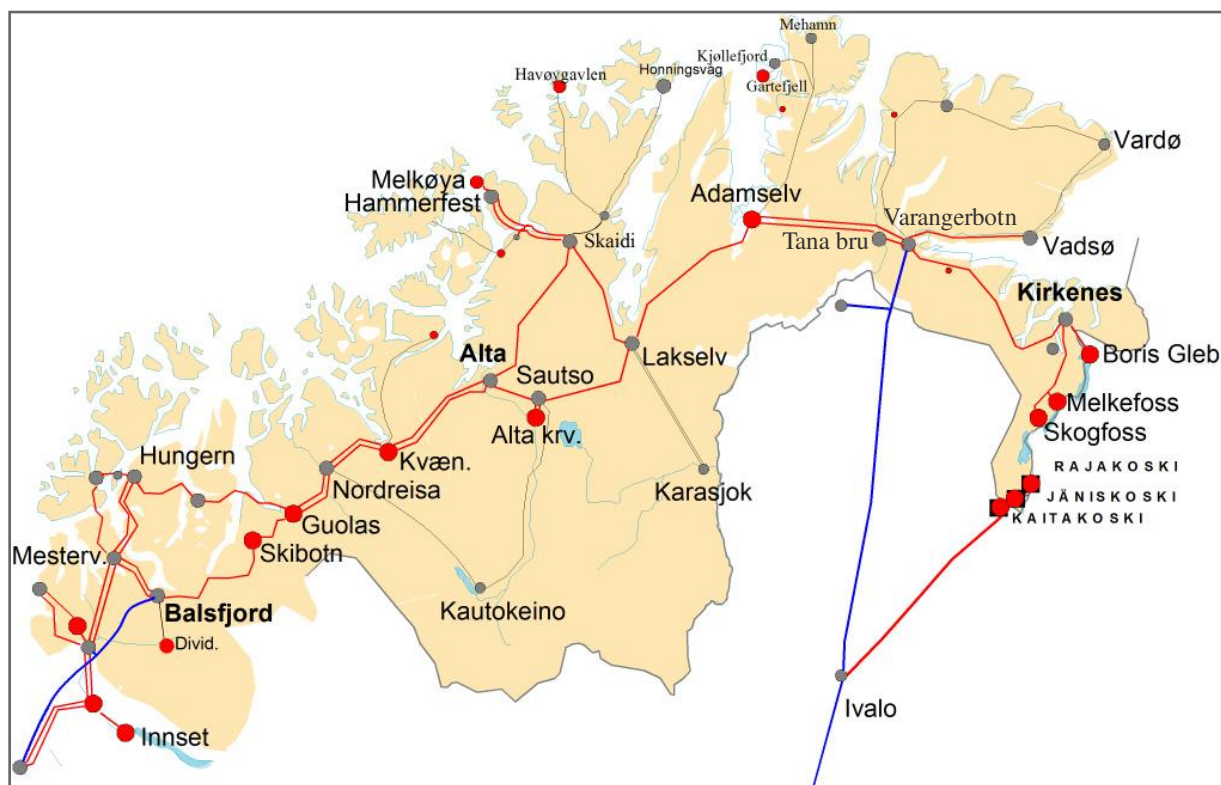 Mehamn
Kjøllefjord
Havøygavlen
Honningsvåg
Gartefjell
Vardø
Melkøya
Hammerfest
Adamselv
Varangerbotn
Skaidi
Tana bru
Vadsø
Kirkenes
Alta
Lakselv
Boris Gleb
Sautso
Melkefoss
Alta krv.
Skogfoss
Hungern
Kvæn.
RAJAKOSKI
Nordreisa
Karasjok
JÄNISKOSKI
Guolas
KAITAKOSKI
Mesterv.
Skibotn
Balsfjord
Kautokeino
Divid.
Ivalo
Innset